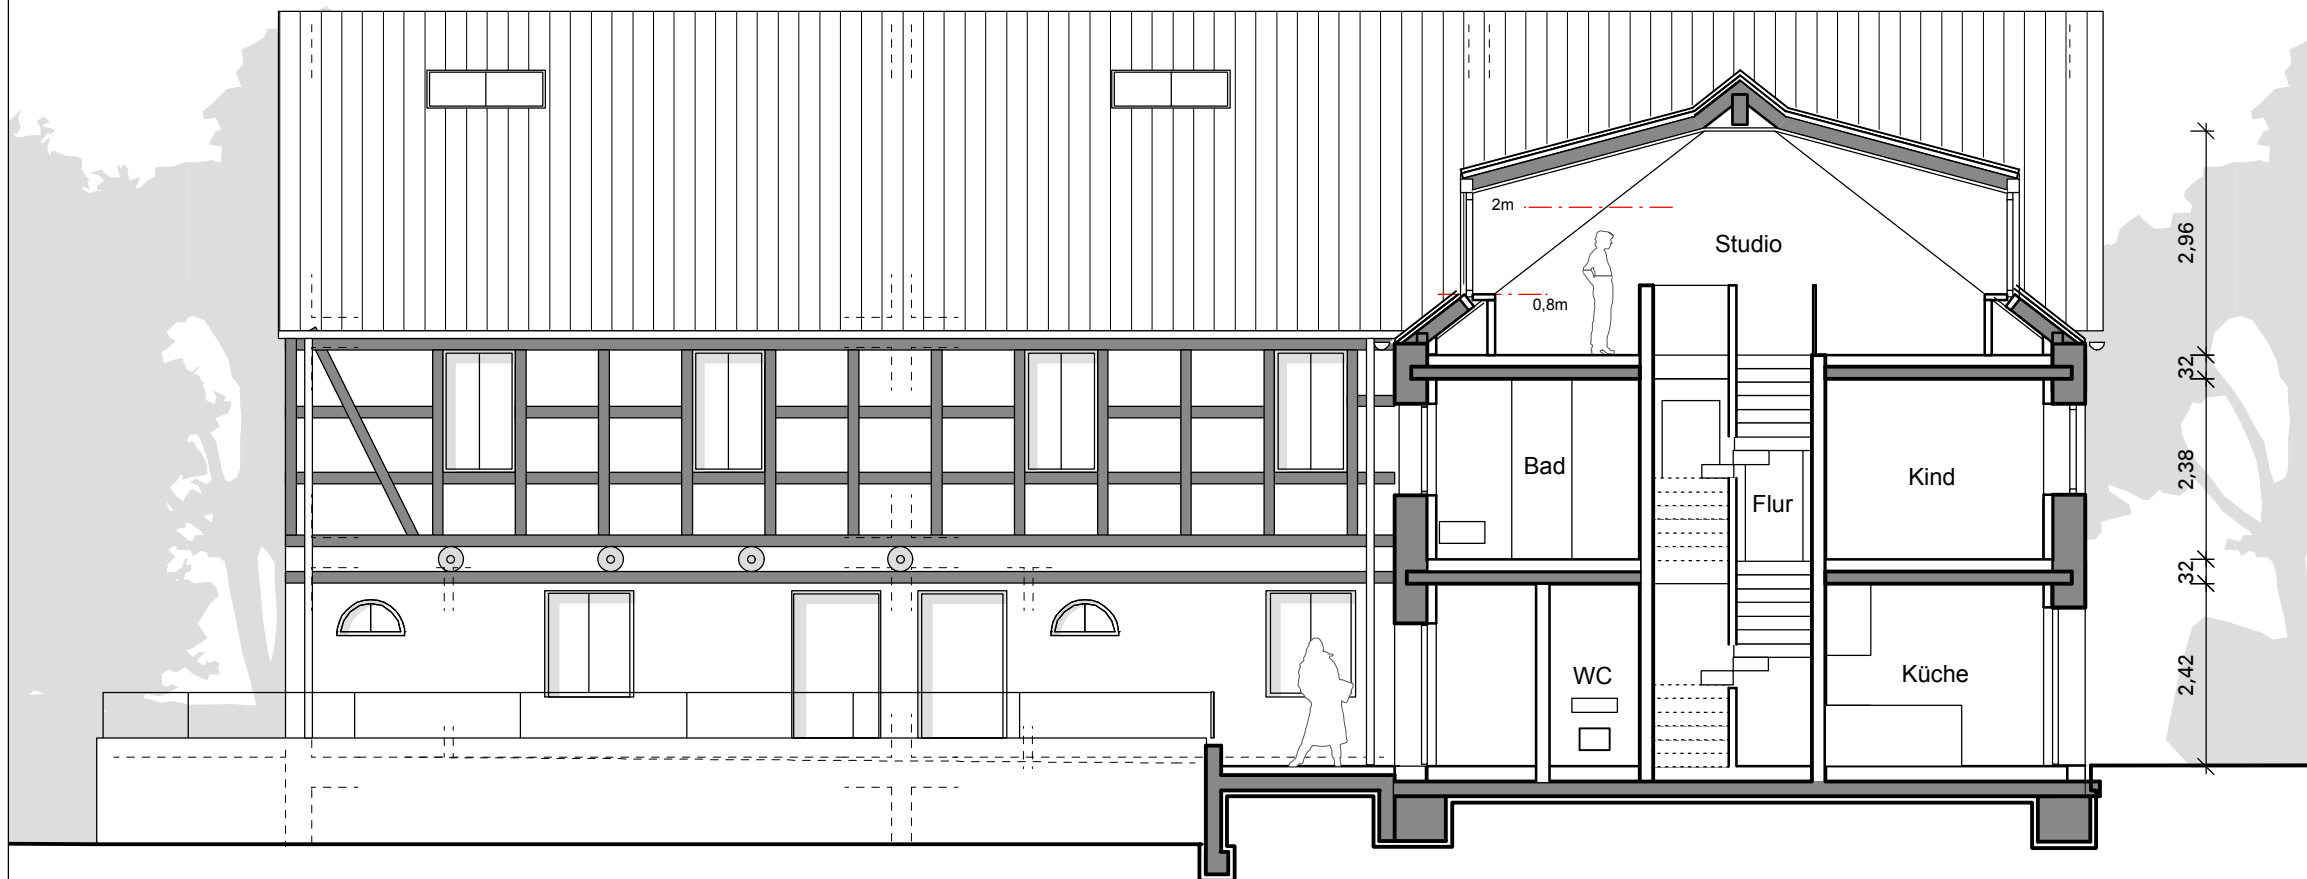 2m
Studio
0,8m
2,96
32
Bad
Flur
Kind
2,38
32
WC
Küche
2,42